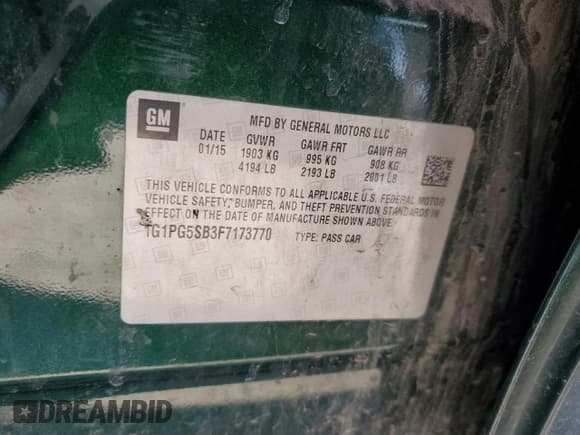 GM
MFD BY GENERAL MOTORS LLC
DATE GVWR GAWR FRT GAWR RR
01/15 1903 KG 995 KG 908 KG
4194 LB 2193 LB 2001 LB
THIS VEHICLE CONFORMS TO ALL APPLICABLE U.S. FEDERAL MOTOR
VEHICLE SAFETY, BUMPER, AND THEFT PREVENTION STANDARDS IN
EFFECT ON THE DATE OF MANUFACTURE SHOWN ABOVE.
1G1PG5SB3F7173770 TYPE: PASS CAR
DREAMBID